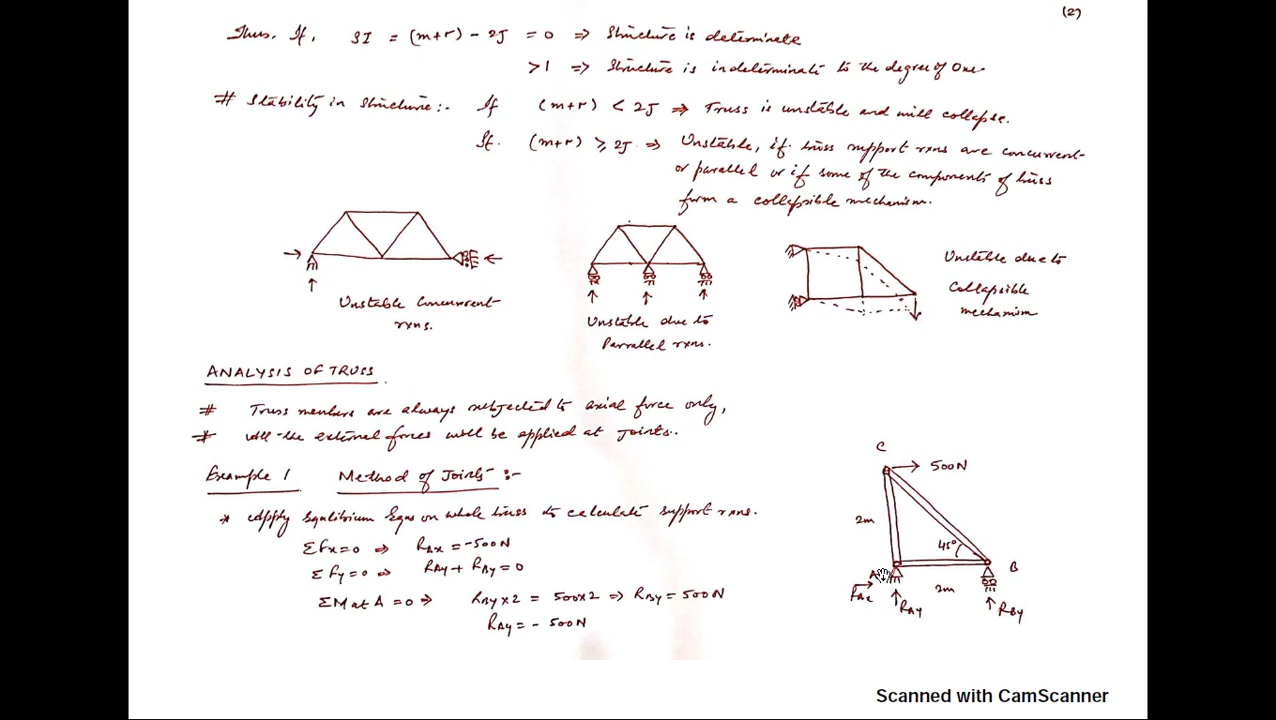 (2)
Thus. If, SI = (m+r) - 2J = 0 => Structure is determinate
>1 => Structure is indeterminate to the degree of One
# Stability in Structure:- If (m+r) < 2J => Truss is unstable and will collapse.
If. (m+r) ≥ 2J. => Unstable, if truss support rxns are concurrent
or parallel or if some of the components of truss
form a collapsible mechanism.
Unstable Concurrent
rxns.
Unstable due to
Parrallel rxns.
Unstable due to
Collapsible
mechanism
ANALYSIS OF TRUSS
# Truss members are always subjected to axial force only,
* All the external forces will be applied at joints.
Example 1 Method of Joints :-
* Apply Equilibrium Eqns on whole truss to calculate support rxns.
ΣFx=0 => RAx = -500N
ΣFy=0 => RAy + RBy = 0
ΣM at A = 0 => RBy x 2 = 500x2 => RBy = 500N
RAy = - 500N
C
500N
2m
45°
A
B
2m
RAx
RAy
RBy
Scanned with CamScanner